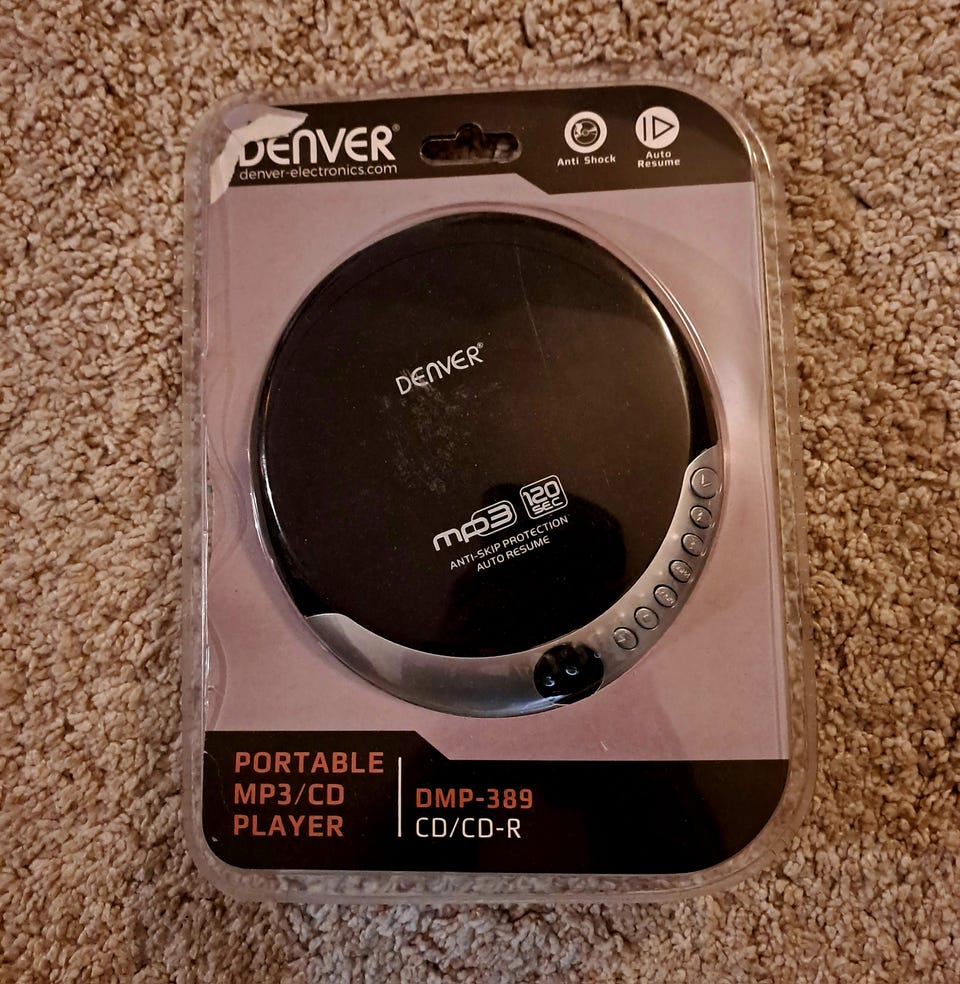 DENVER®
denver-electronics.com
Anti Shock
Auto
Resume
DENVER®
mp3
120
SEC
ANTI-SKIP PROTECTION
AUTO RESUME
PORTABLE
MP3/CD
PLAYER
DMP-389
CD/CD-R